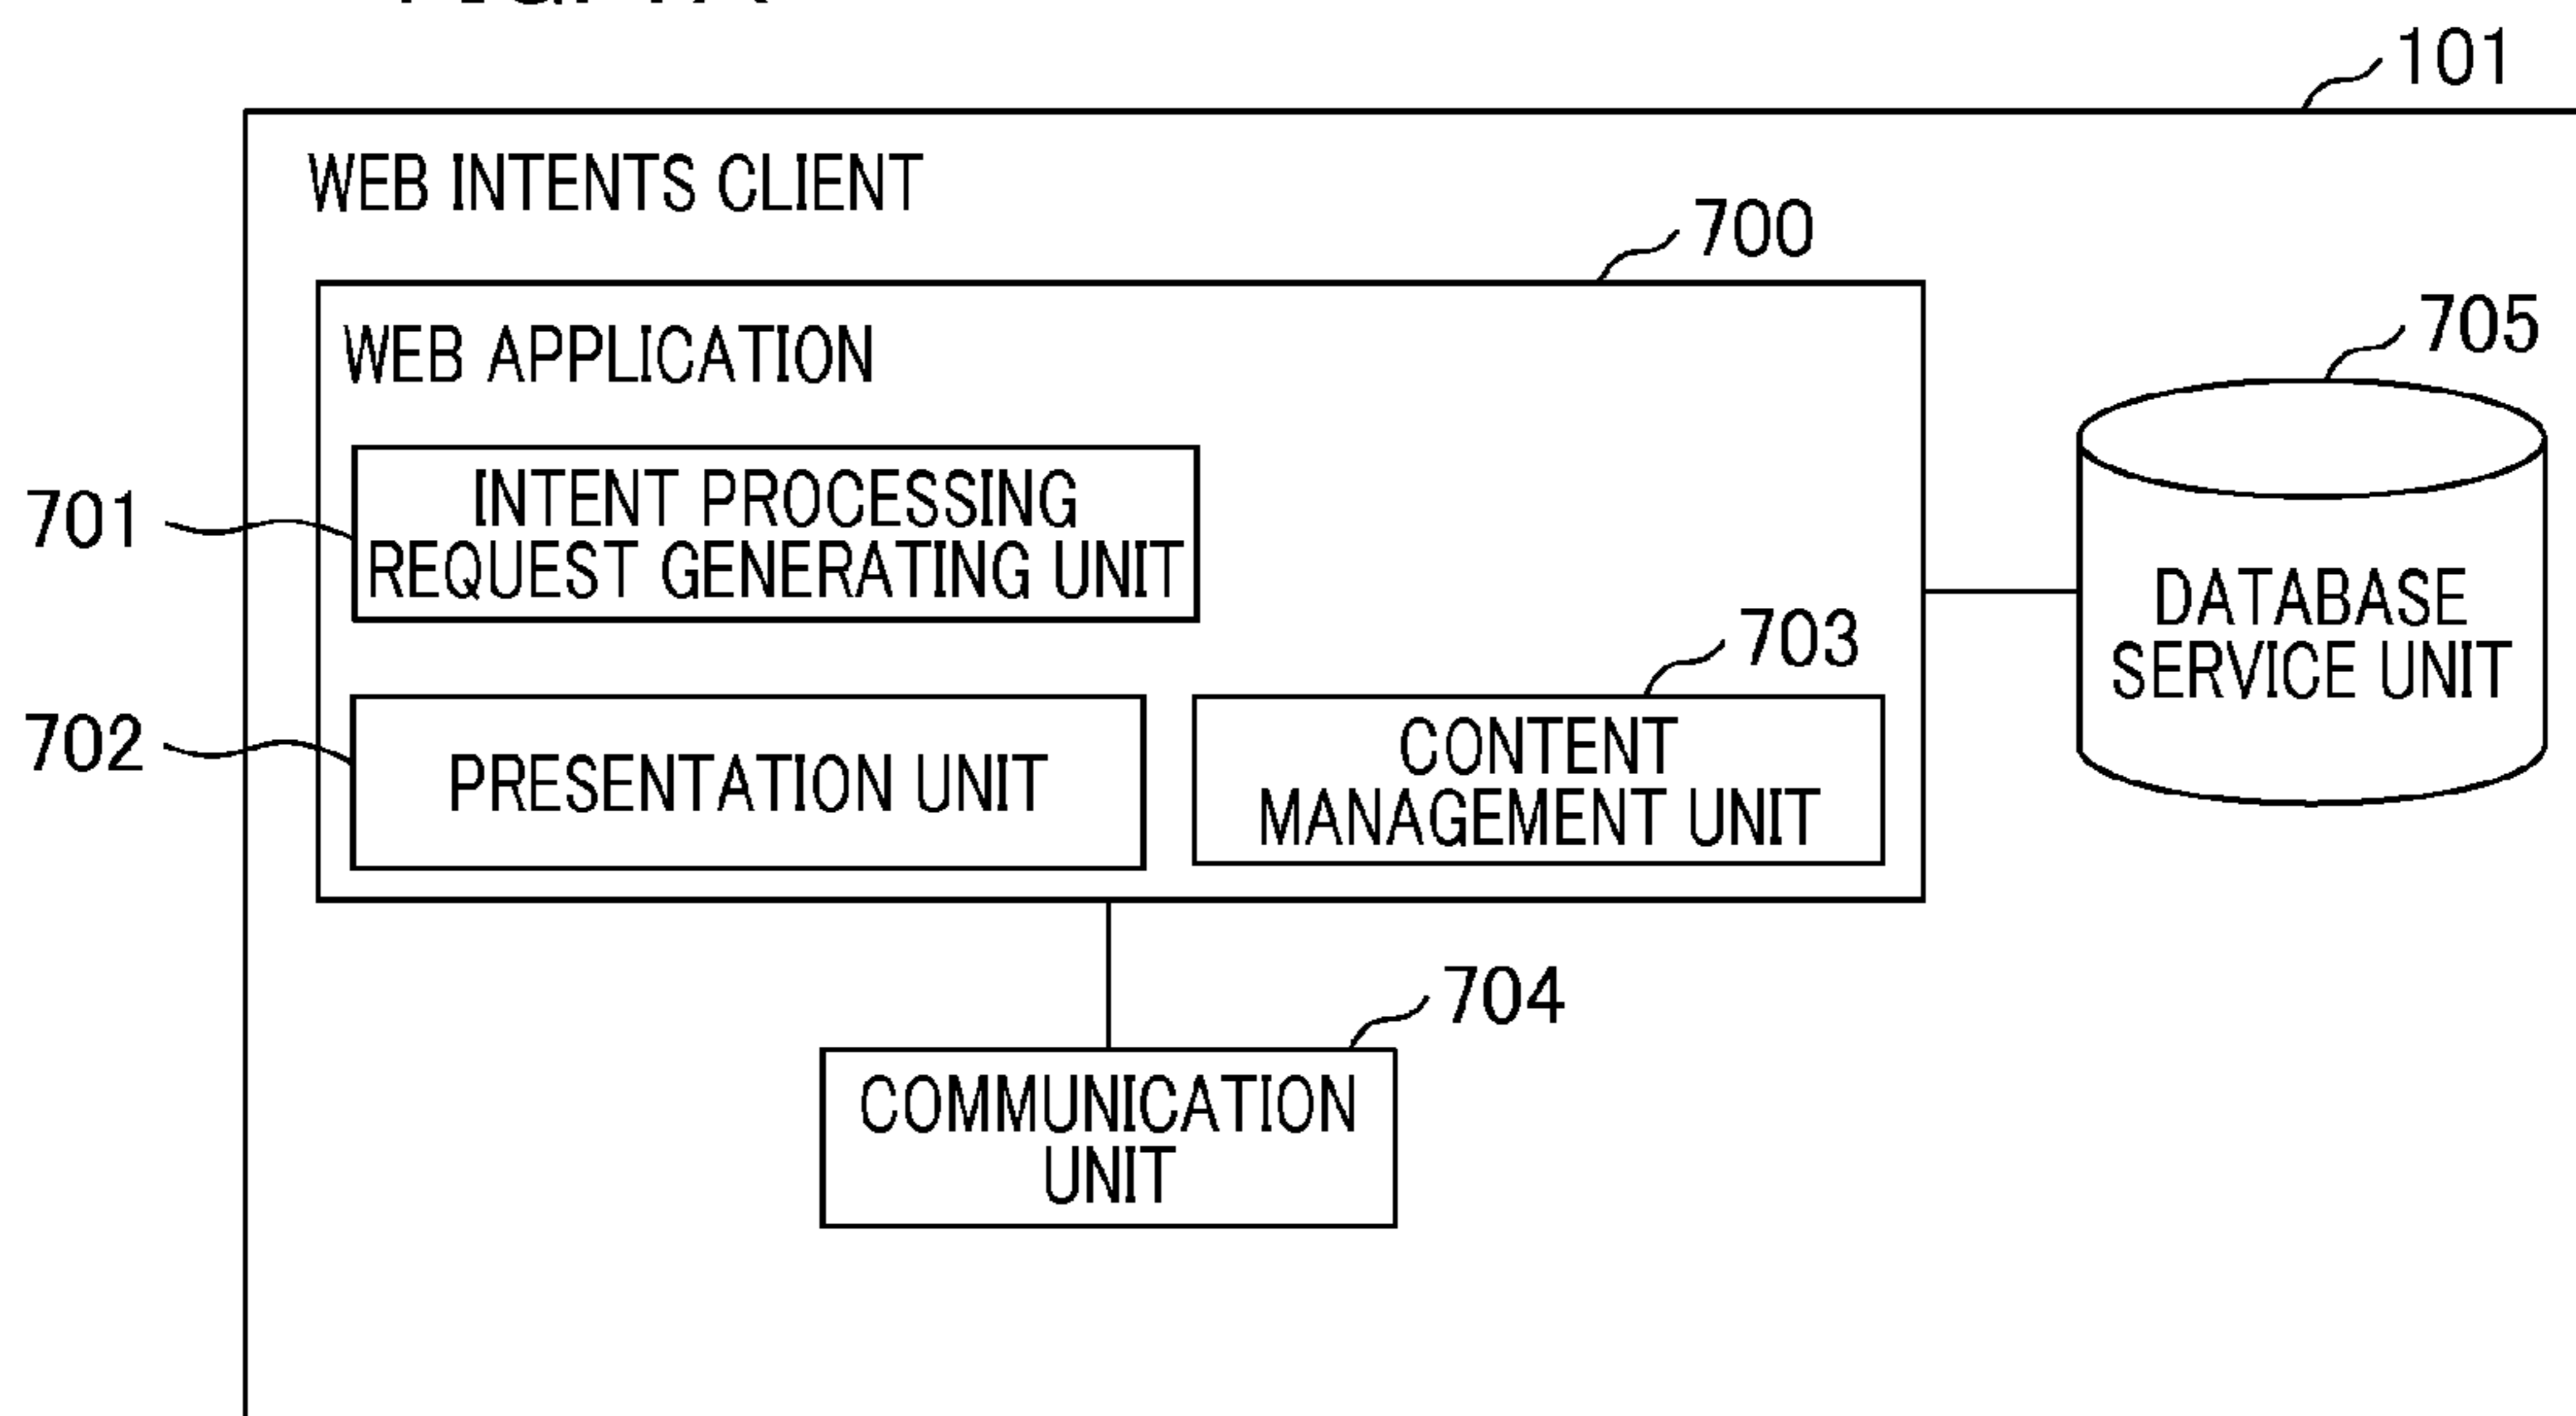 101
WEB INTENTS CLIENT
700
WEB APPLICATION
705
701
INTENT PROCESSING
REQUEST GENERATING UNIT
703
DATABASE
SERVICE UNIT
702
PRESENTATION UNIT
CONTENT
MANAGEMENT UNIT
704
COMMUNICATION
UNIT